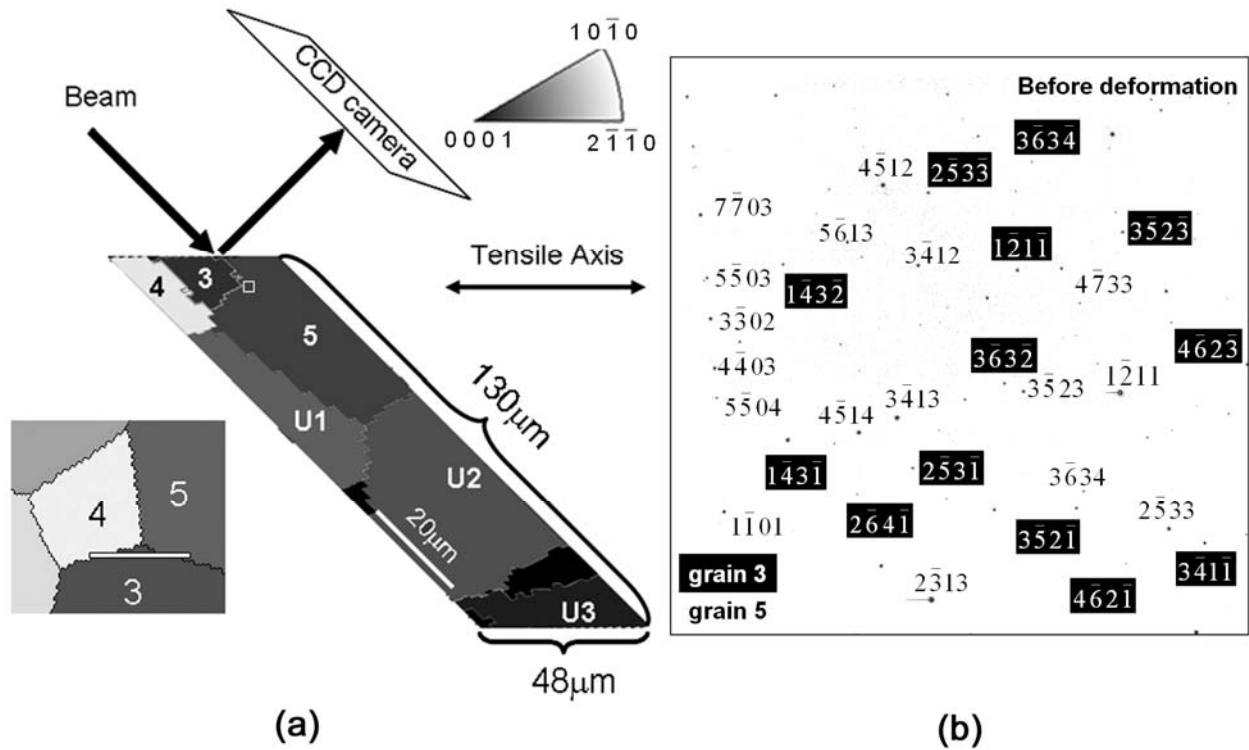 Beam
CCD camera
1 0 1̄ 0
0 0 0 1
2 1̄ 1̄ 0
Tensile Axis
4
3
5
U1
U2
U3
130μm
20μm
48μm
4
5
3
(a)
Before deformation
3 6̄ 3 4̄
4 5̄ 1 2
2 5̄ 3 3̄
7 7̄ 0 3
5 6̄ 1 3
3 4̄ 1 2
1 2̄ 1 1̄
3 5̄ 2 3̄
5 5̄ 0 3
1 4̄ 3 2̄
4 7̄ 3 3
3 3̄ 0 2
3 6̄ 3 2̄
4 6̄ 2 3̄
4 4̄ 0 3
3 5̄ 2 3
1 2̄ 1 1
5 5̄ 0 4
4 5̄ 1 4
3 4̄ 1 3
1 4̄ 3 1̄
2 5̄ 3 1̄
3 6̄ 3 4
1 1̄ 0 1
2 6̄ 4 1̄
3 5̄ 2 1̄
2 5̄ 3 3
grain 3
3 4̄ 1 1̄
grain 5
2 3̄ 1 3
4 6̄ 2 1̄
(b)